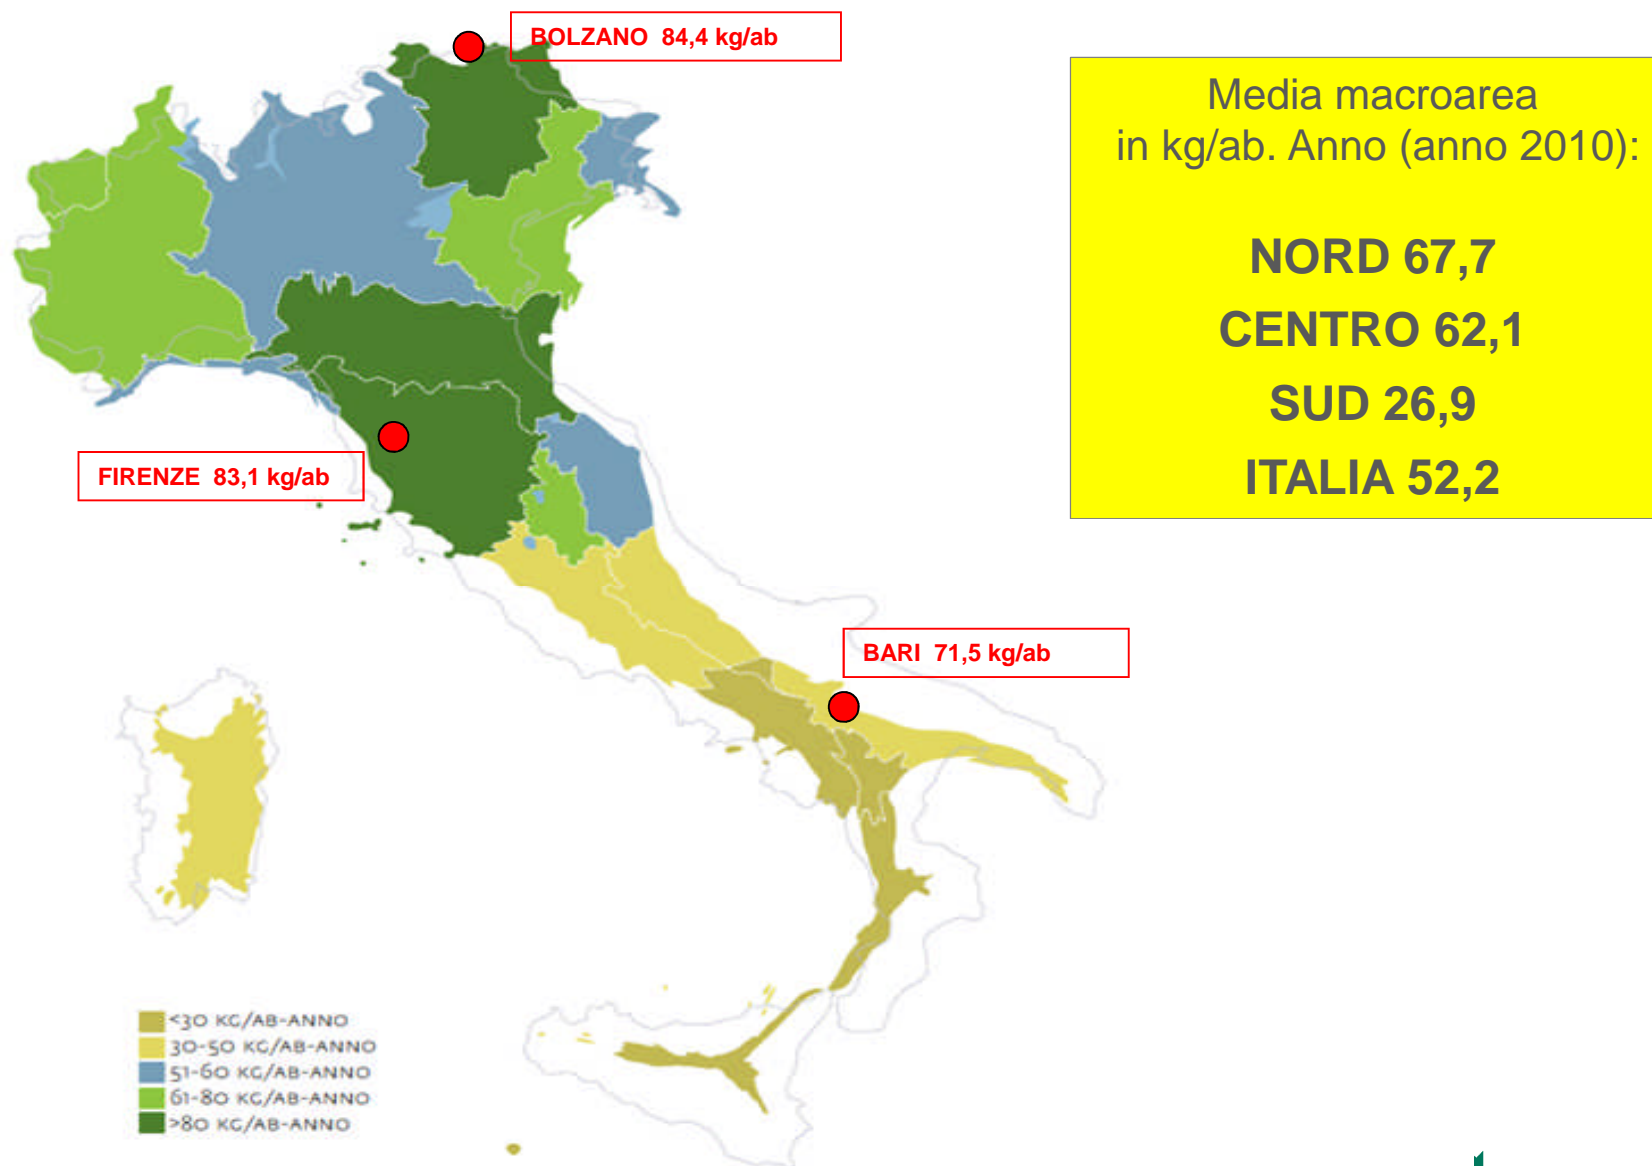 BOLZANO 84,4 kg/ab
Media macroarea
in kg/ab. Anno (anno 2010):
NORD 67,7
CENTRO 62,1
SUD 26,9
ITALIA 52,2
FIRENZE 83,1 kg/ab
BARI 71,5 kg/ab
<30 KG/AB-ANNO
30-50 KG/AB-ANNO
51-60 KG/AB-ANNO
61-80 KG/AB-ANNO
>80 KG/AB-ANNO